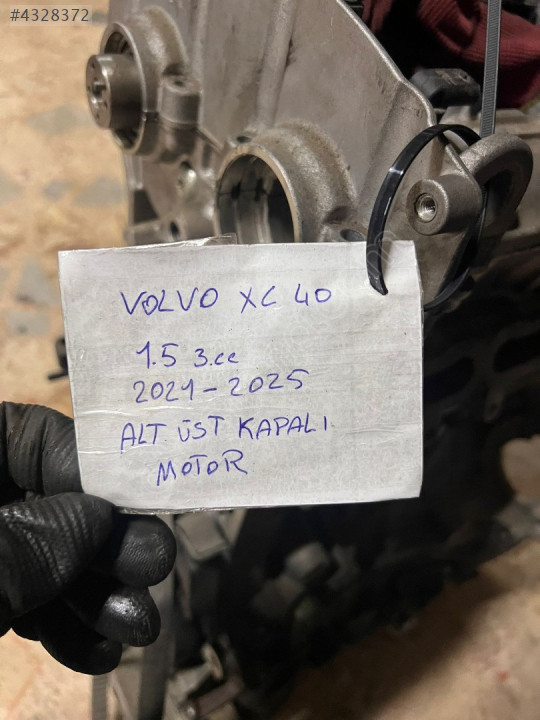 #4328372
VOLVO XC 40
1.5 3.cc
2021-2025
ALT. ÜST KAPALI.
MOTOR